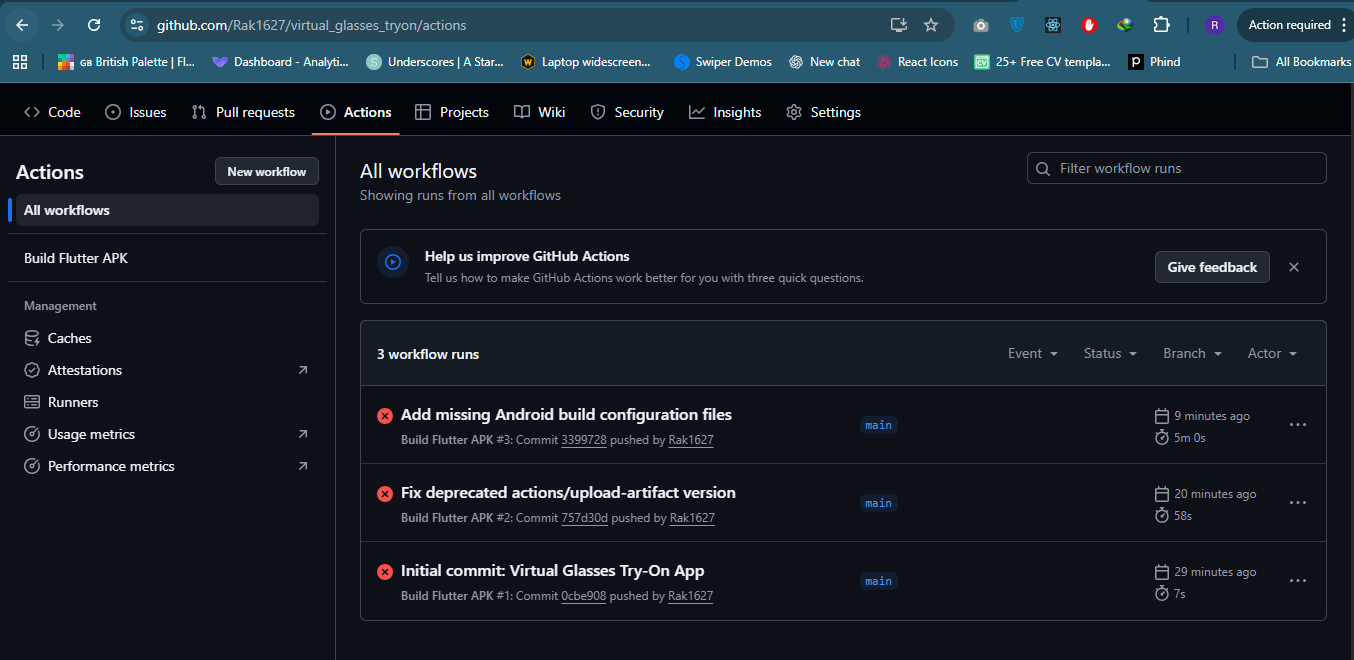 github.com/Rak1627/virtual_glasses_tryon/actions
R
Action required
GB British Palette | Fl...
Dashboard - Analyti...
S
Underscores | A Star...
W
Laptop widescreen...
Swiper Demos
New chat
React Icons
CV
25+ Free CV templa...
P
Phind
All Bookmarks
Code
Issues
Pull requests
Actions
Projects
Wiki
Security
Insights
Settings
Actions
New workflow
All workflows
Build Flutter APK
Management
Caches
Attestations
Runners
Usage metrics
Performance metrics
All workflows
Showing runs from all workflows
Filter workflow runs
Help us improve GitHub Actions
Tell us how to make GitHub Actions work better for you with three quick questions.
Give feedback
3 workflow runs
Event
Status
Branch
Actor
Add missing Android build configuration files
Build Flutter APK #3: Commit 3399728 pushed by Rak1627
main
9 minutes ago
5m 0s
Fix deprecated actions/upload-artifact version
Build Flutter APK #2: Commit 757d30d pushed by Rak1627
main
20 minutes ago
58s
Initial commit: Virtual Glasses Try-On App
Build Flutter APK #1: Commit 0cbe908 pushed by Rak1627
main
29 minutes ago
7s